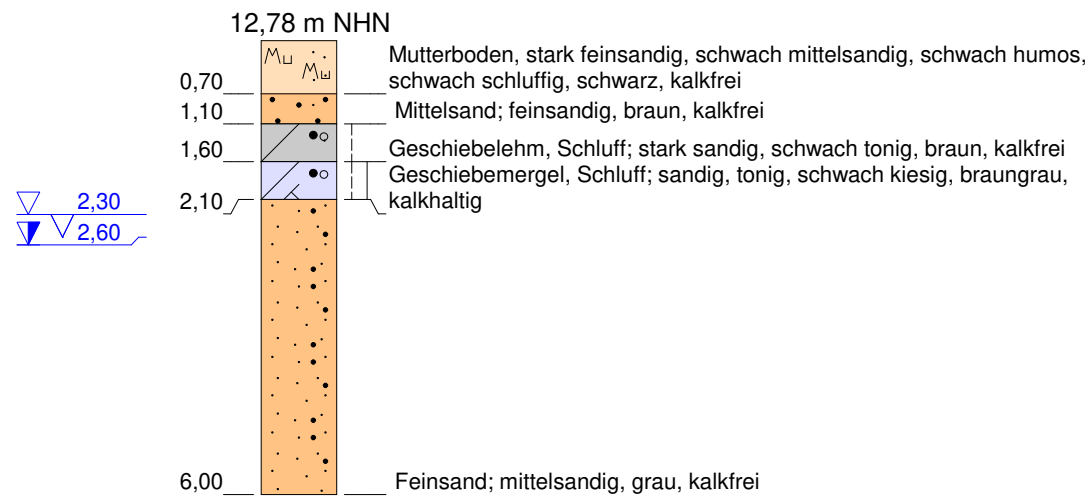 12,78 m NHN
Mutterboden, stark feinsandig, schwach mittelsandig, schwach humos,
0,70 schwach schluffig, schwarz, kalkfrei
1,10 Mittelsand; feinsandig, braun, kalkfrei
1,60 Geschiebelehm, Schluff; stark sandig, schwach tonig, braun, kalkfrei
Geschiebemergel, Schluff; sandig, tonig, schwach kiesig, braungrau,
2,10 kalkhaltig
2,30
2,60
6,00 Feinsand; mittelsandig, grau, kalkfrei